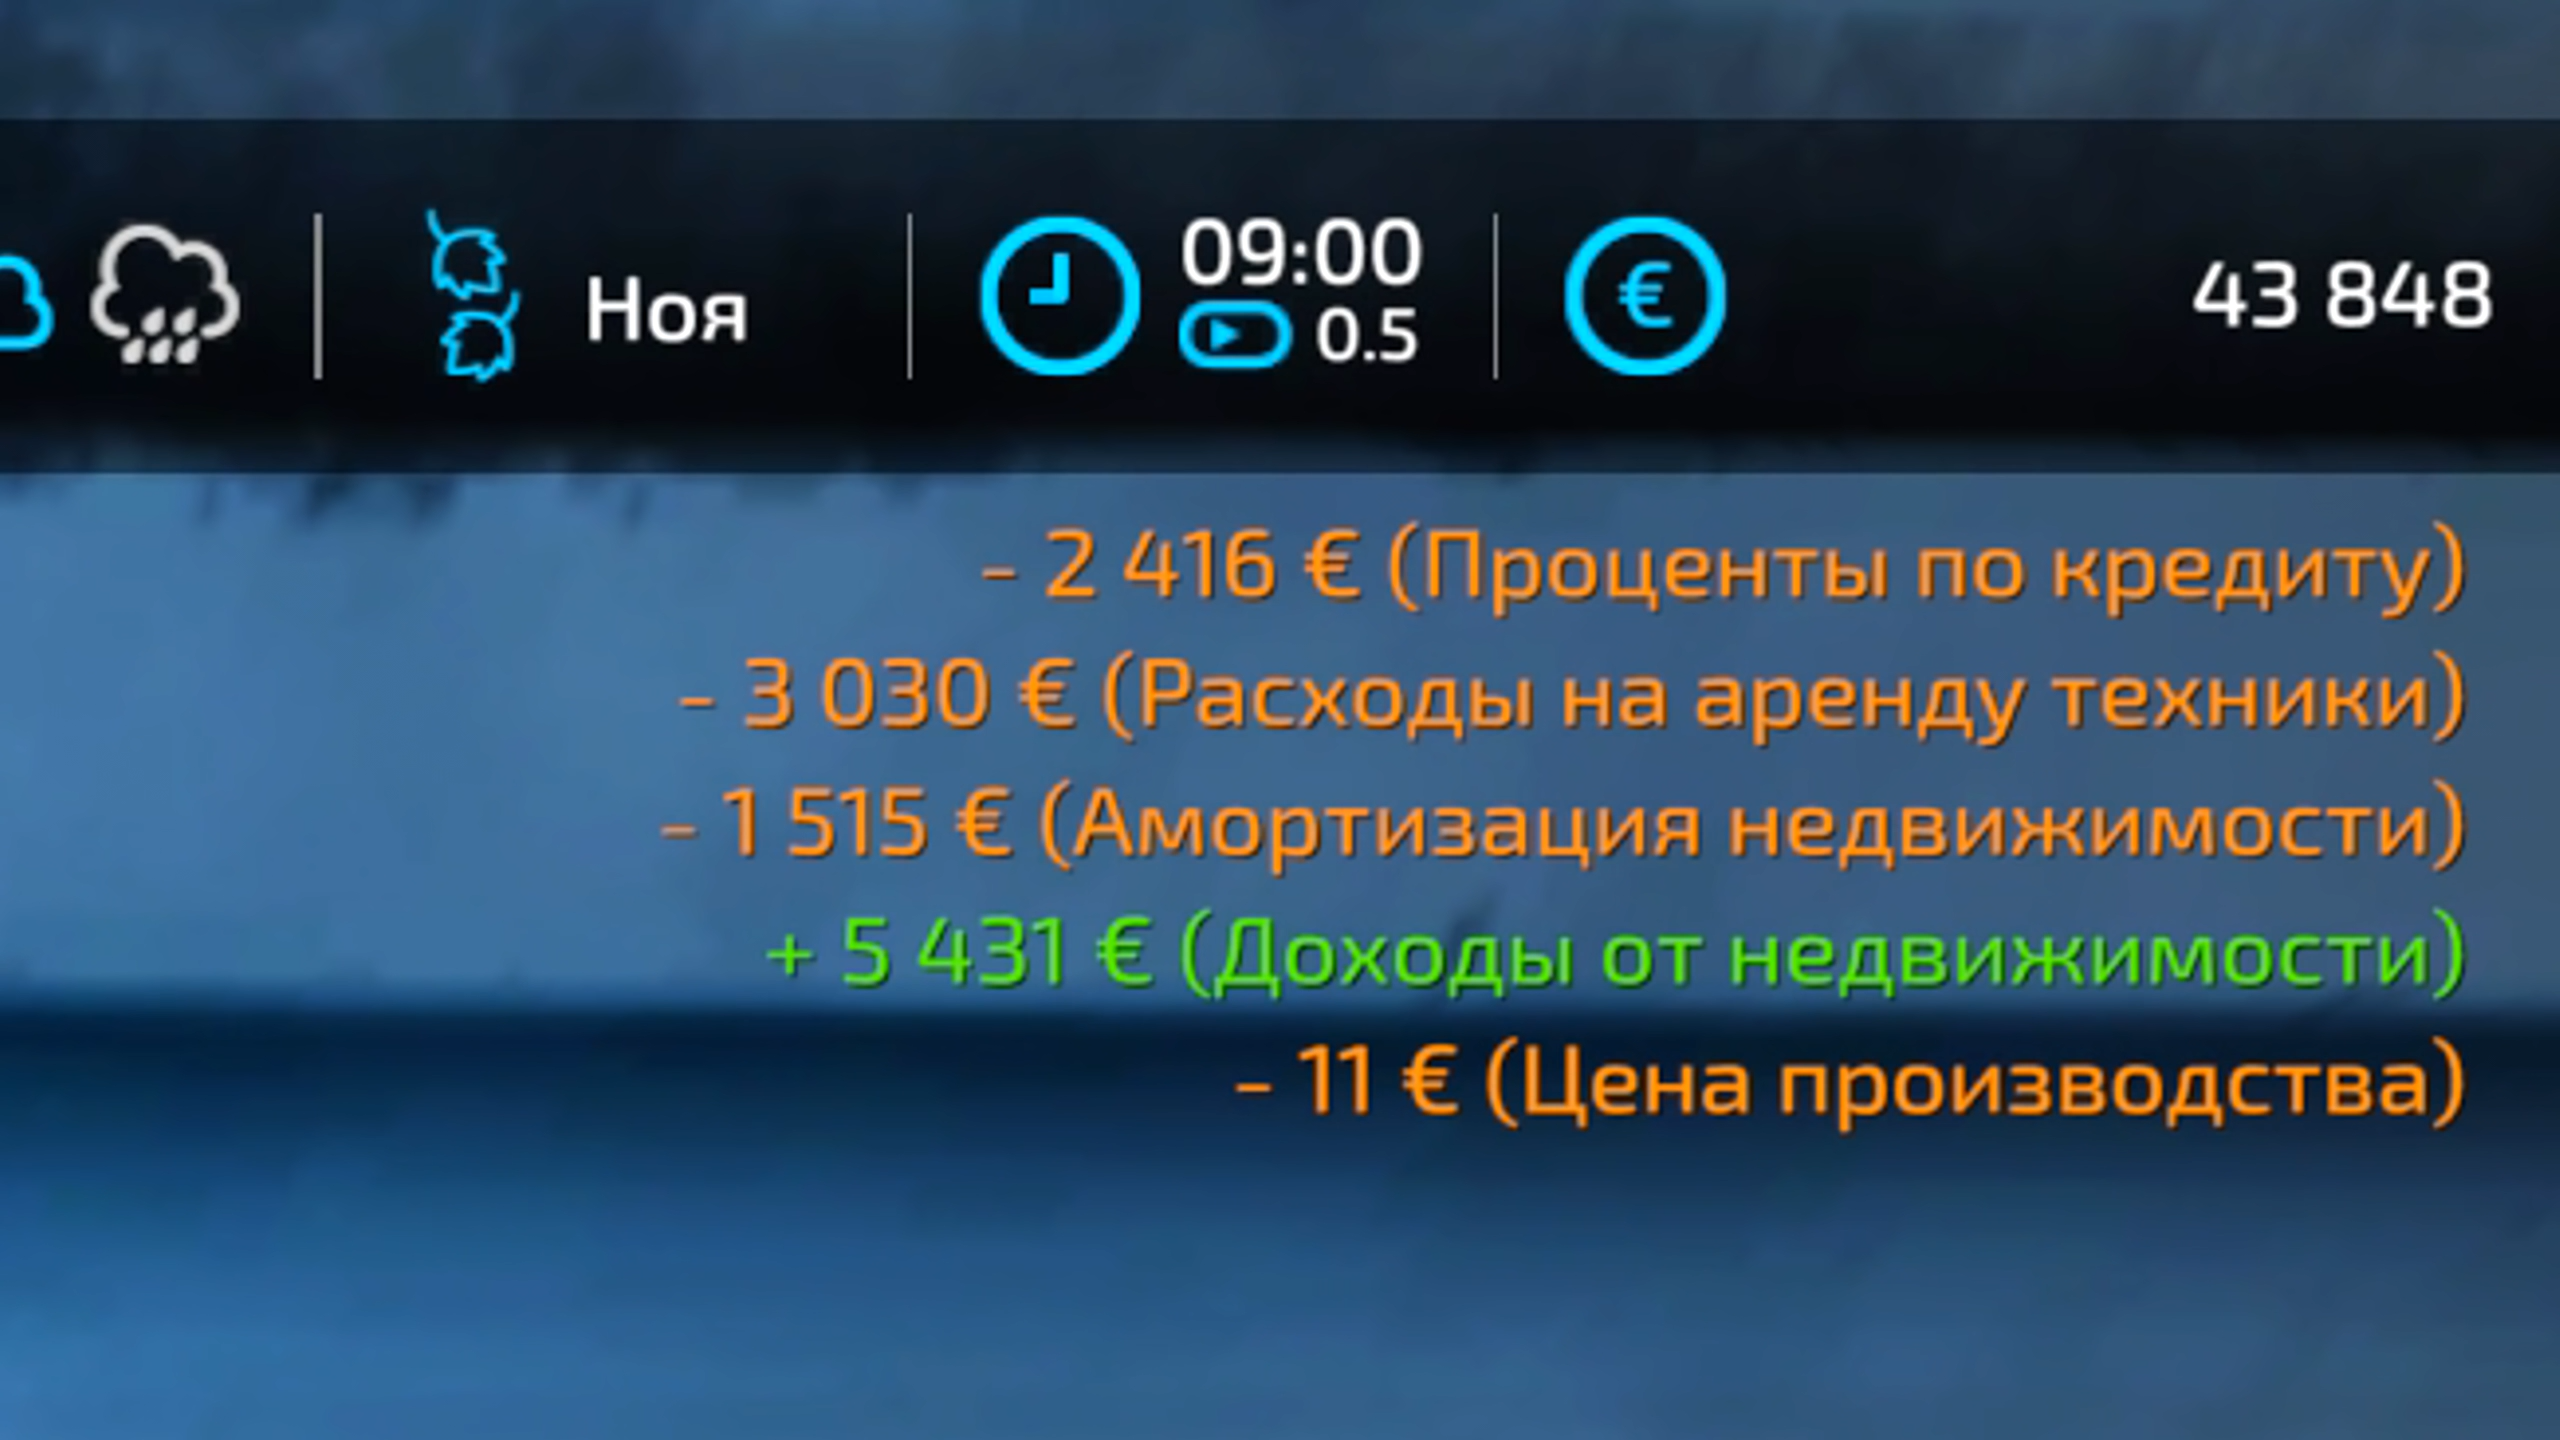 Ноя
09:00
0.5
€
43 848
- 2 416 € (Проценты по кредиту)
- 3 030 € (Расходы на аренду техники)
- 1 515 € (Амортизация недвижимости)
+ 5 431 € (Доходы от недвижимости)
- 11 € (Цена производства)